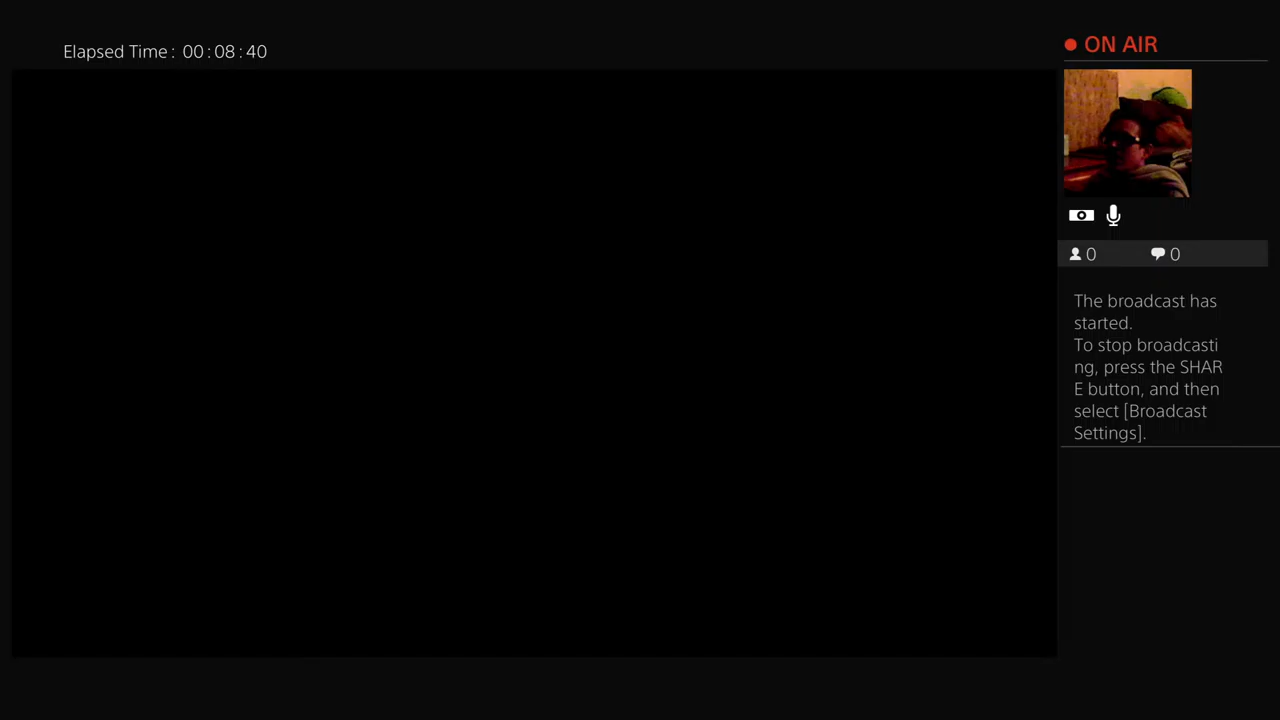 Elapsed Time: 00:08:40
ON AIR
0 0
The broadcast has
started.
To stop broadcasti
ng, press the SHAR
E button, and then
select [Broadcast
Settings].